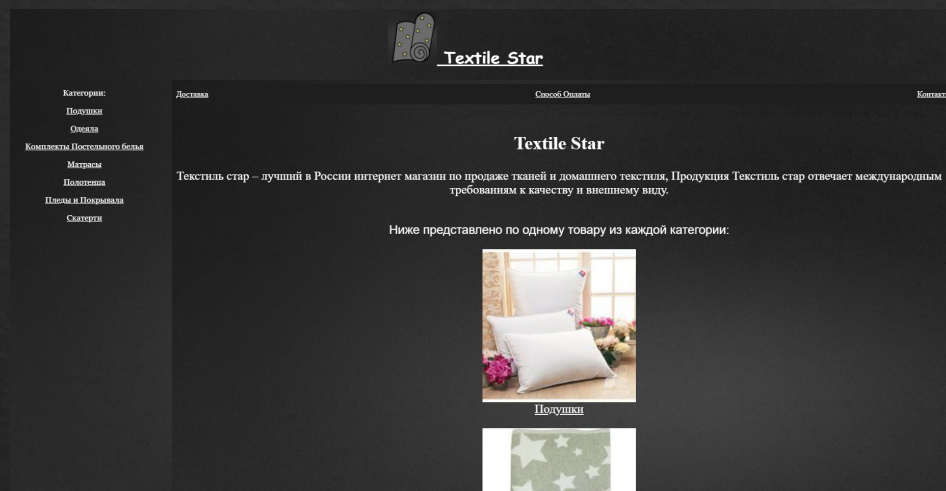 Textile Star
Категории:
Подушки
Одеяла
Комплекты Постельного белья
Матрасы
Полотенца
Пледы и Покрывала
Скатерти
Доставка
Способ Оплаты
Textile Star
Текстиль стар – лучший в России интернет магазин по продаже тканей и домашнего текстиля, Продукция Текстиль стар отвечает международным
требованиям к качеству и внешнему виду.
Ниже представлено по одному товару из каждой категории:
Подушки